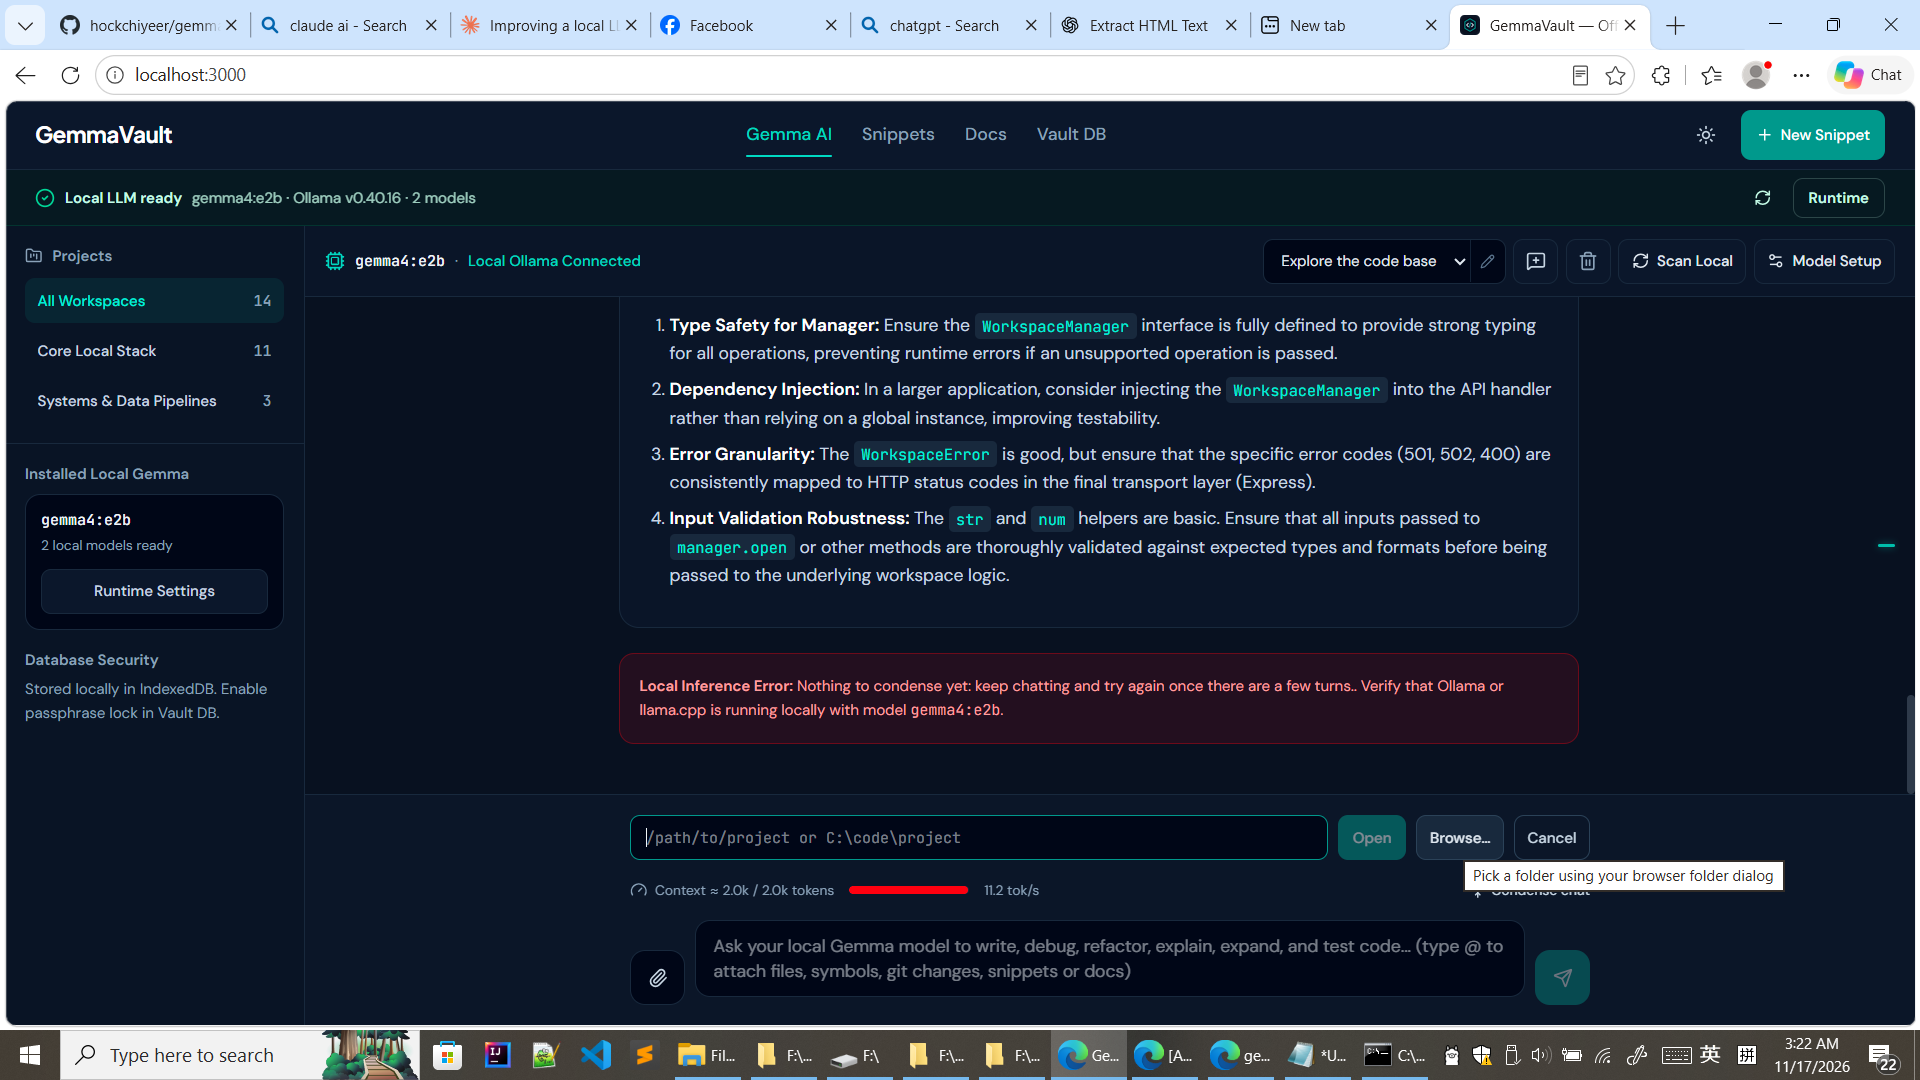 hockchiyeer/gemma
claude ai - Search
Improving a local LL
Facebook
chatgpt - Search
Extract HTML Text
New tab
GemmaVault — Off
localhost:3000
Chat
GemmaVault
Gemma AI
Snippets
Docs
Vault DB
+ New Snippet
Local LLM ready gemma4:e2b · Ollama v0.40.16 · 2 models
Runtime
Projects
All Workspaces 14
Core Local Stack 11
Systems & Data Pipelines 3
Installed Local Gemma
gemma4:e2b
2 local models ready
Runtime Settings
Database Security
Stored locally in IndexedDB. Enable
passphrase lock in Vault DB.
gemma4:e2b · Local Ollama Connected
Explore the code base
Scan Local
Model Setup
1. Type Safety for Manager: Ensure the WorkspaceManager interface is fully defined to provide strong typing
for all operations, preventing runtime errors if an unsupported operation is passed.
2. Dependency Injection: In a larger application, consider injecting the WorkspaceManager into the API handler
rather than relying on a global instance, improving testability.
3. Error Granularity: The WorkspaceError is good, but ensure that the specific error codes (501, 502, 400) are
consistently mapped to HTTP status codes in the final transport layer (Express).
4. Input Validation Robustness: The str and num helpers are basic. Ensure that all inputs passed to
manager.open or other methods are thoroughly validated against expected types and formats before being
passed to the underlying workspace logic.
Local Inference Error: Nothing to condense yet: keep chatting and try again once there are a few turns.. Verify that Ollama or
llama.cpp is running locally with model gemma4:e2b.
/path/to/project or C:\code\project
Open
Browse...
Cancel
Pick a folder using your browser folder dialog
Context ≈ 2.0k / 2.0k tokens
11.2 tok/s
Condense chat
Ask your local Gemma model to write, debug, refactor, explain, expand, and test code... (type @ to
attach files, symbols, git changes, snippets or docs)
Type here to search
Fil...
F:\...
F:\
F:\...
F:\...
Ge...
[A...
ge...
*U...
C:\...
英
拼
3:22 AM
11/17/2026
22